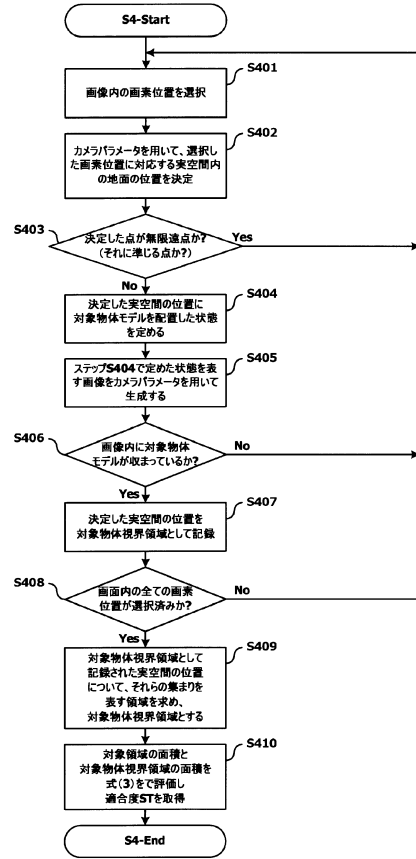 S4-Start
S401
画像内の画素位置を選択
S402
カメラパラメータを用いて、選択し
た画素位置に対応する実空間内
の地面の位置を決定
S403
決定した点が無限遠点か?
(それに準じる点か?)
Yes
No
S404
決定した実空間の位置に
対象物体モデルを配置した状態
を定める
S405
ステップS404で定めた状態を表
す画像をカメラパラメータを用いて
生成する
S406
画像内に対象物体
モデルが収まっているか?
No
Yes
S407
決定した実空間の位置を
対象物体視界領域として記録
S408
画面内の全ての画素
位置が選択済みか?
No
Yes
S409
対象物体視界領域として
記録された実空間の位置
について、それらの集まりを
表す領域を求め、
対象物体視界領域とする
S410
対象領域の面積と
対象物体視界領域の面積を
式(3)をで評価し
適合度STを取得
S4-End